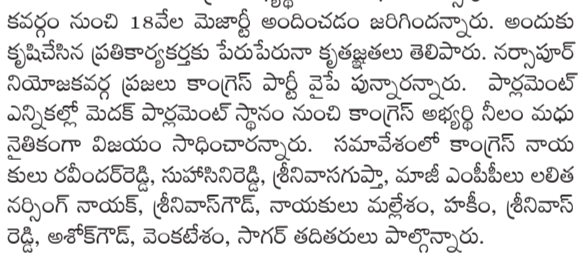 కవర్గం నుంచి 18వేల మెజార్టీ అందించడం జరిగిందన్నారు. అందుకు
కృషిచేసిన ప్రతికార్యకర్తకు పేరుపేరునా కృతజ్ఞతలు తెలిపారు. నర్సాపూర్
నియోజకవర్గ ప్రజలు కాంగ్రెస్ పార్టీ వైపే వున్నారన్నారు. పార్లమెంట్
ఎన్నికల్లో మెదక్ పార్లమెంట్ స్థానం నుంచి కాంగ్రెస్ అభ్యర్థి నీలం మధు
నైతికంగా విజయం సాధించారన్నారు. సమావేశంలో కాంగ్రెస్ నాయ
కులు రవీందర్‌రెడ్డి, సుహాసినిరెడ్డి, శ్రీనివాసగుప్తా, మాజీ ఎంపీపీలు లలిత
నర్సింగ్ నాయక్, శ్రీనివాస్‌గౌడ్, నాయకులు మల్లేశం, హకీం, శ్రీనివాస్
రెడ్డి, అశోక్‌గౌడ్, వెంకటేశం, సాగర్ తదితరులు పాల్గొన్నారు.